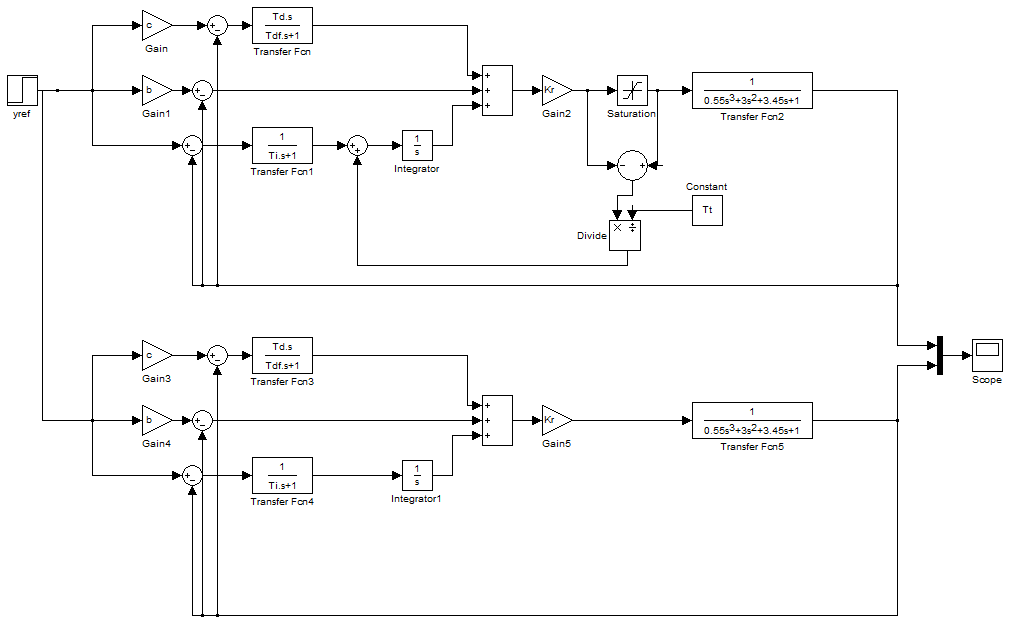 yref
c
Gain
+
−
Td.s
Tdf.s+1
Transfer Fcn
b
Gain1
+
−
+
−
1
Ti.s+1
Transfer Fcn1
+
+
1
s
Integrator
+
+
+
Kr
Gain2
Saturation
1
0.55s3+3s2+3.45s+1
Transfer Fcn2
−
+
Constant
Tt
Divide
×
÷
c
Gain3
+
−
Td.s
Tdf.s+1
Transfer Fcn3
b
Gain4
+
−
+
−
1
Ti.s+1
Transfer Fcn4
1
s
Integrator1
+
+
+
Kr
Gain5
1
0.55s3+3s2+3.45s+1
Transfer Fcn5
Scope